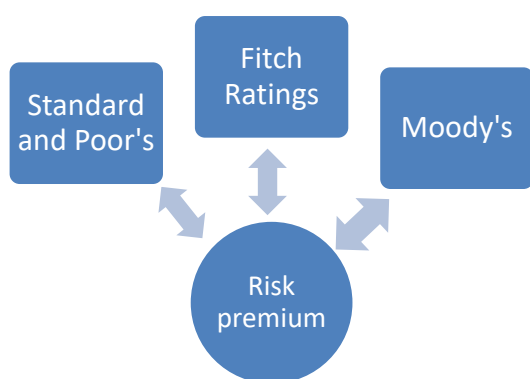 Standard
and Poor's
Fitch
Ratings
Moody's
Risk
premium